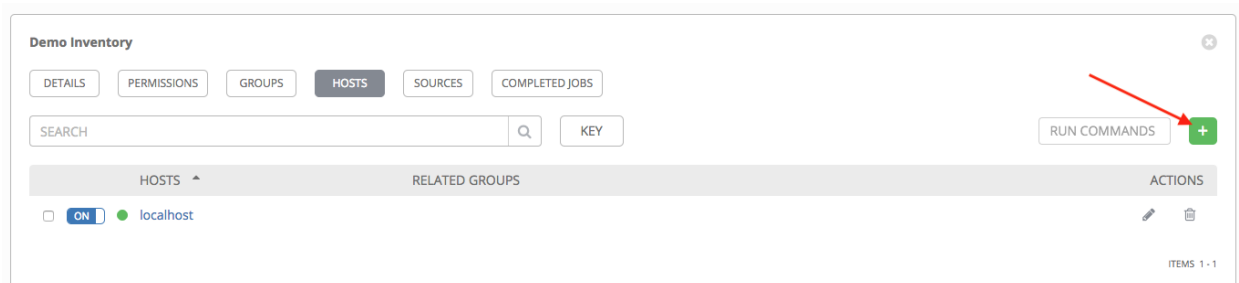 Demo Inventory
DETAILS PERMISSIONS GROUPS HOSTS SOURCES COMPLETED JOBS
SEARCH KEY RUN COMMANDS +
HOSTS RELATED GROUPS ACTIONS
ON localhost
ITEMS 1 - 1